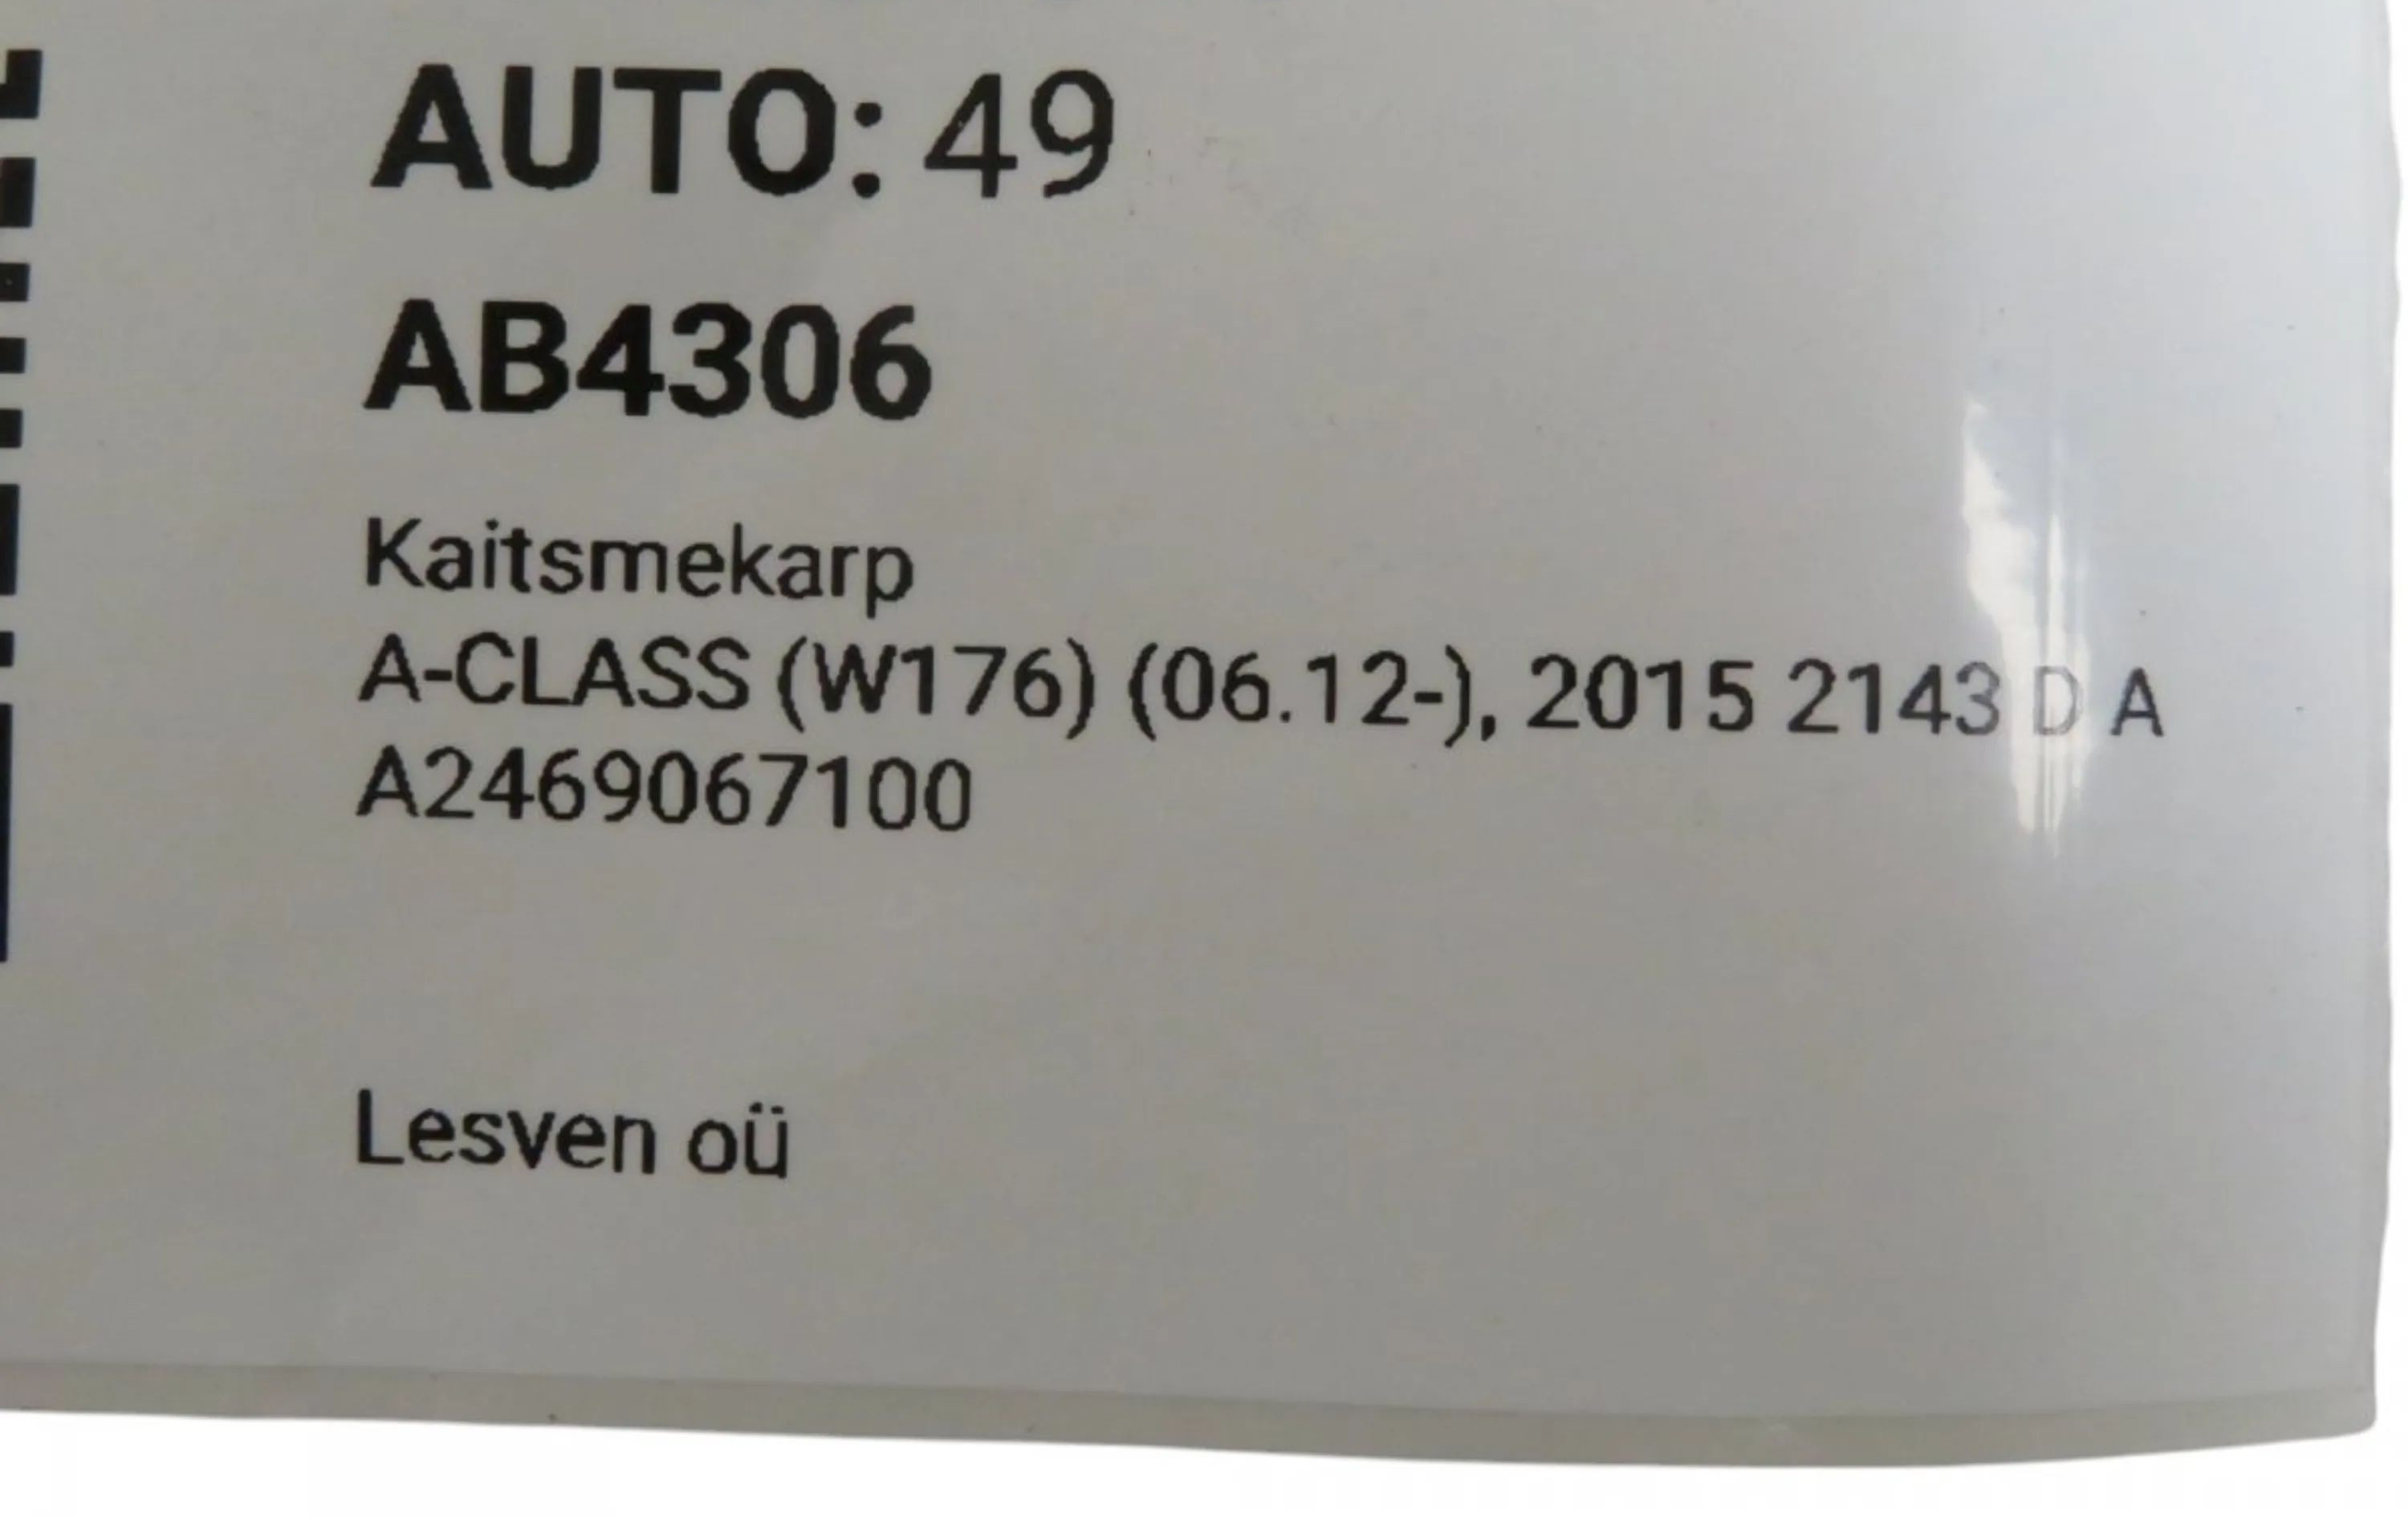 AUTO: 49
AB4306
Kaitsmekarp
A-CLASS (W176) (06.12-), 2015 2143 D A
A2469067100
Lesven oü